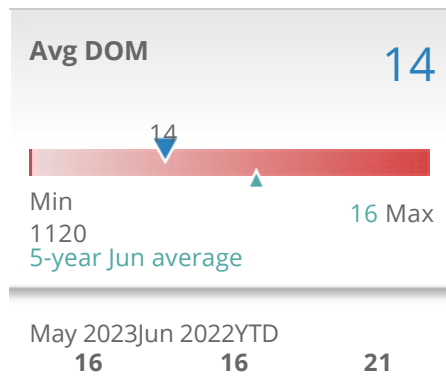 Avg DOM
14
14
Min
16 Max
1120
5-year Jun average
May 2023Jun 2022YTD
16 16 21